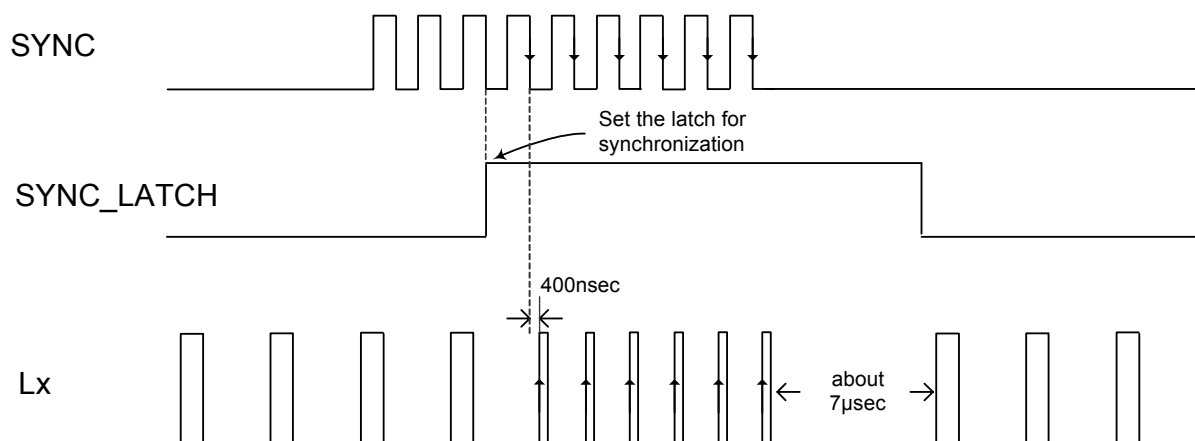 SYNC
Set the latch for
synchronization
SYNC_LATCH
400nsec
Lx
about
7µsec